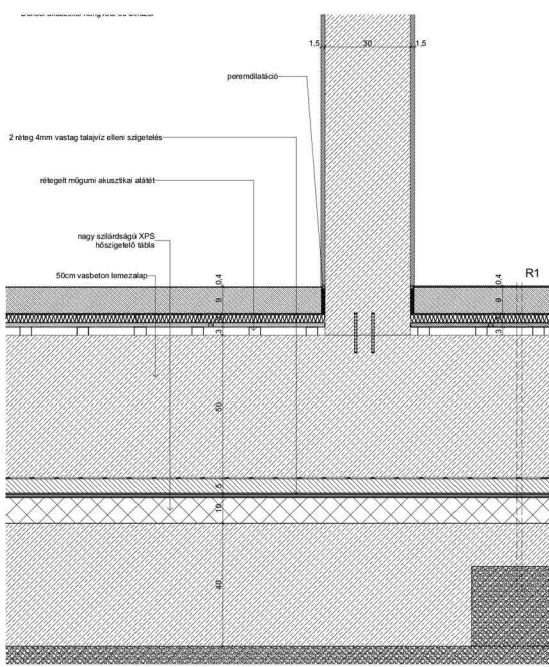 1,5
30
1,5
peremdilatáció
2 réteg 4mm vastag talajvíz elleni szigetelés
rétegelt műgumi akusztikai alátét
nagy szilárdságú XPS
hőszigetelő tábla
50cm vasbeton lemezalap
0,4
9
3
50
5
10
40
0,4
R1
9
3